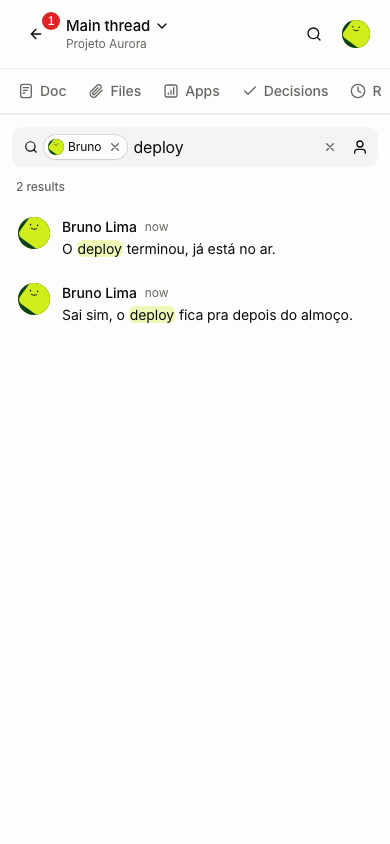 1
Main thread
Projeto Aurora
Doc Files Apps Decisions R
Bruno deploy
2 results
Bruno Lima now
O deploy terminou, já está no ar.
Bruno Lima now
Sai sim, o deploy fica pra depois do almoço.